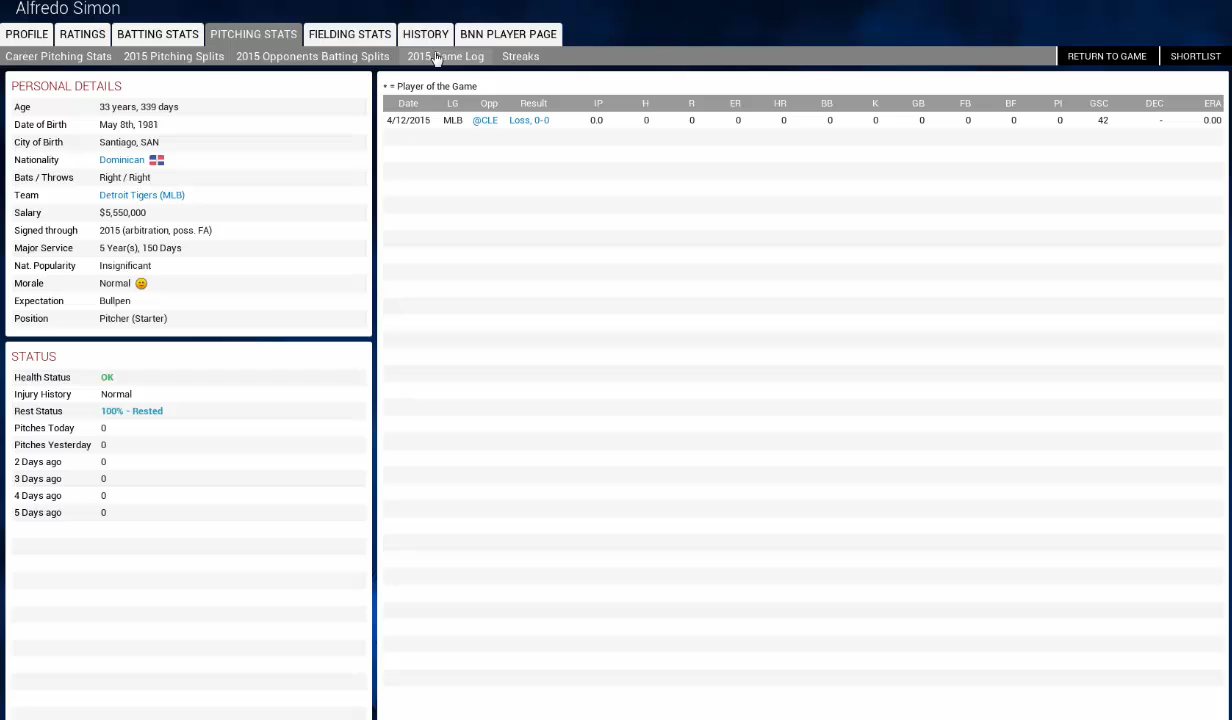 Alfredo Simon
PROFILE RATINGS BATTING STATS PITCHING STATS FIELDING STATS HISTORY BNN PLAYER PAGE
Career Pitching Stats 2015 Pitching Splits 2015 Opponents Batting Splits 2015 Game Log Streaks RETURN TO GAME SHORTLIST
PERSONAL DETAILS
Age 33 years, 339 days
Date of Birth May 8th, 1981
City of Birth Santiago, SAN
Nationality Dominican
Bats / Throws Right / Right
Team Detroit Tigers (MLB)
Salary $5,550,000
Signed through 2015 (arbitration, poss. FA)
Major Service 5 Year(s), 150 Days
Nat. Popularity Insignificant
Morale Normal
Expectation Bullpen
Position Pitcher (Starter)
STATUS
Health Status OK
Injury History Normal
Rest Status 100% - Rested
Pitches Today 0
Pitches Yesterday 0
2 Days ago 0
3 Days ago 0
4 Days ago 0
5 Days ago 0
* = Player of the Game
Date LG Opp Result IP H R ER HR BB K GB FB BF PI GSC DEC ERA
4/12/2015 MLB @CLE Loss, 0-0 0.0 0 0 0 0 0 0 0 0 0 0 42 - 0.00